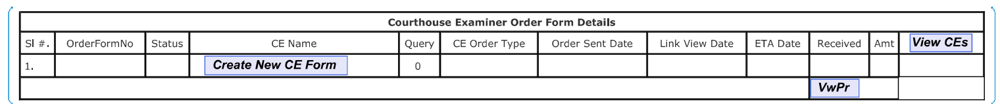 Courthouse Examiner Order Form Details
Sl #. OrderFormNo Status CE Name Query CE Order Type Order Sent Date Link View Date ETA Date Received Amt View CEs
1. Create New CE Form 0
VwPr